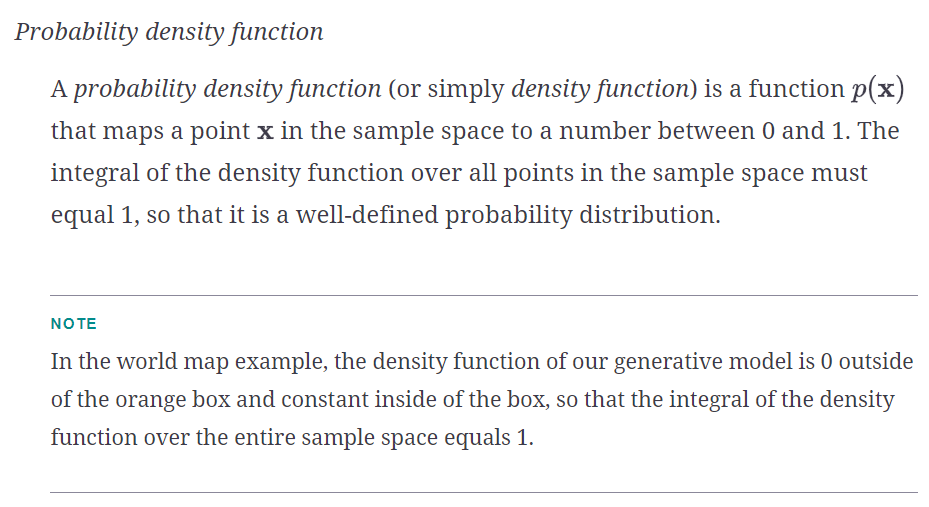 Probability density function
A probability density function (or simply density function) is a function p(x)
that maps a point x in the sample space to a number between 0 and 1. The
integral of the density function over all points in the sample space must
equal 1, so that it is a well-defined probability distribution.
NOTE
In the world map example, the density function of our generative model is 0 outside
of the orange box and constant inside of the box, so that the integral of the density
function over the entire sample space equals 1.